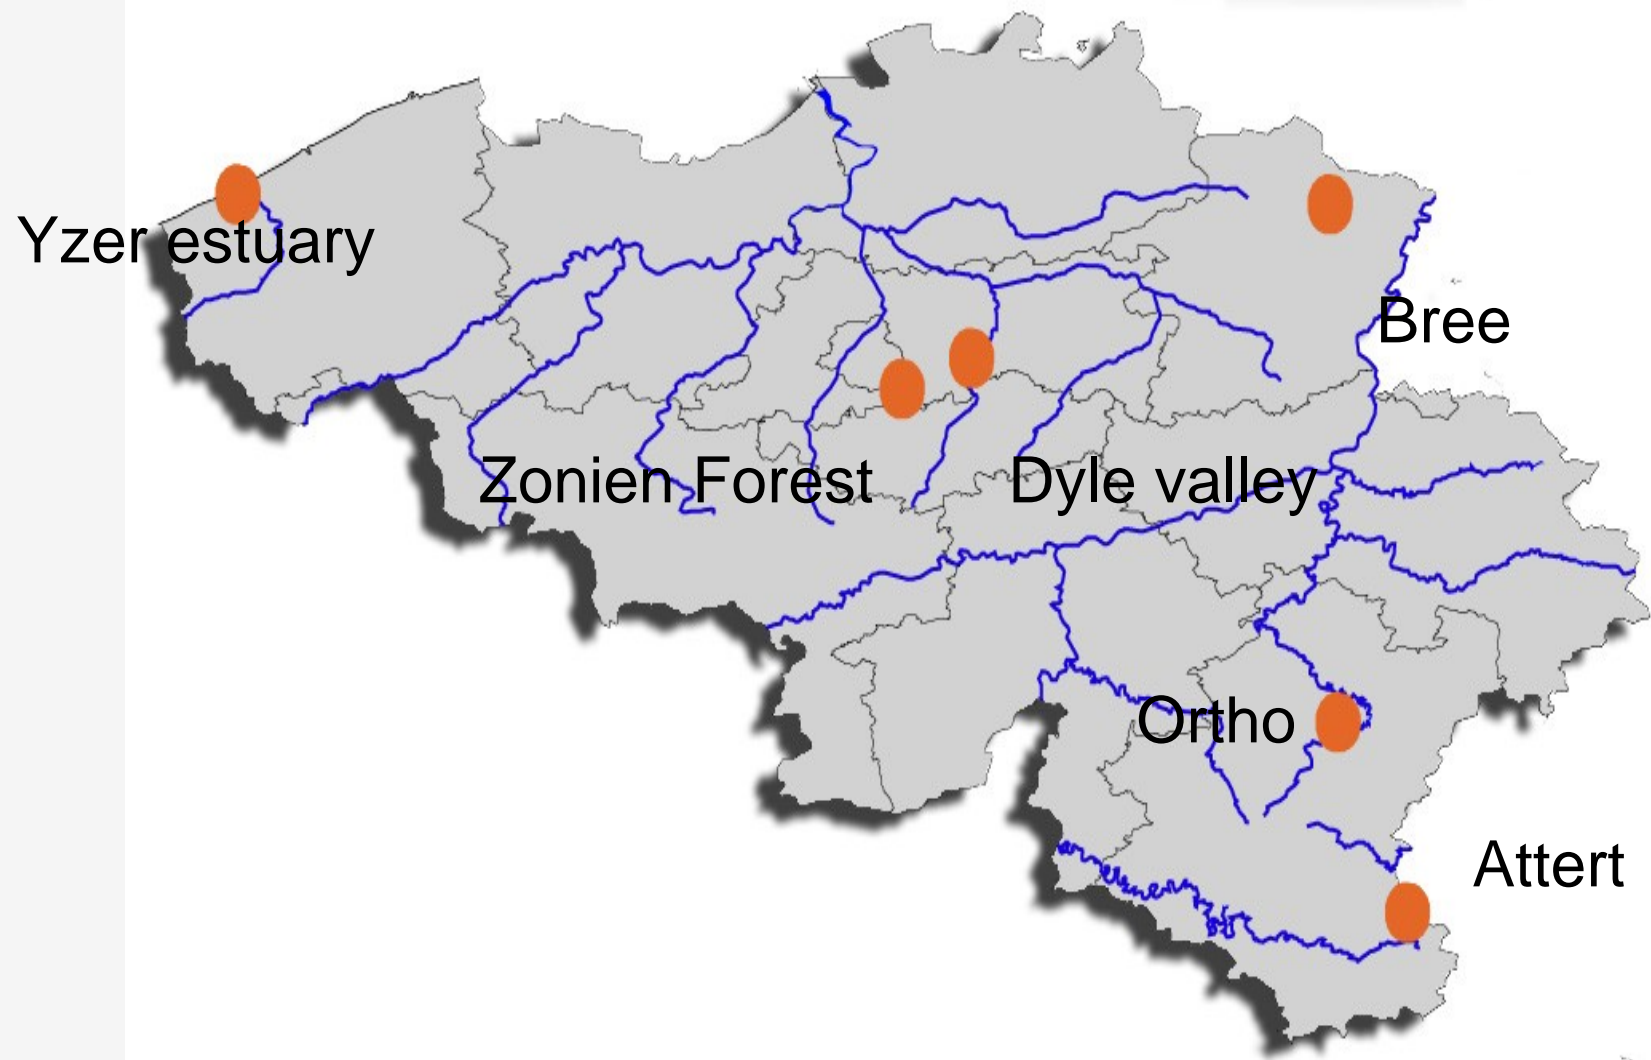 Yzer estuary
Bree
Zonien Forest
Dyle valley
Ortho
Attert